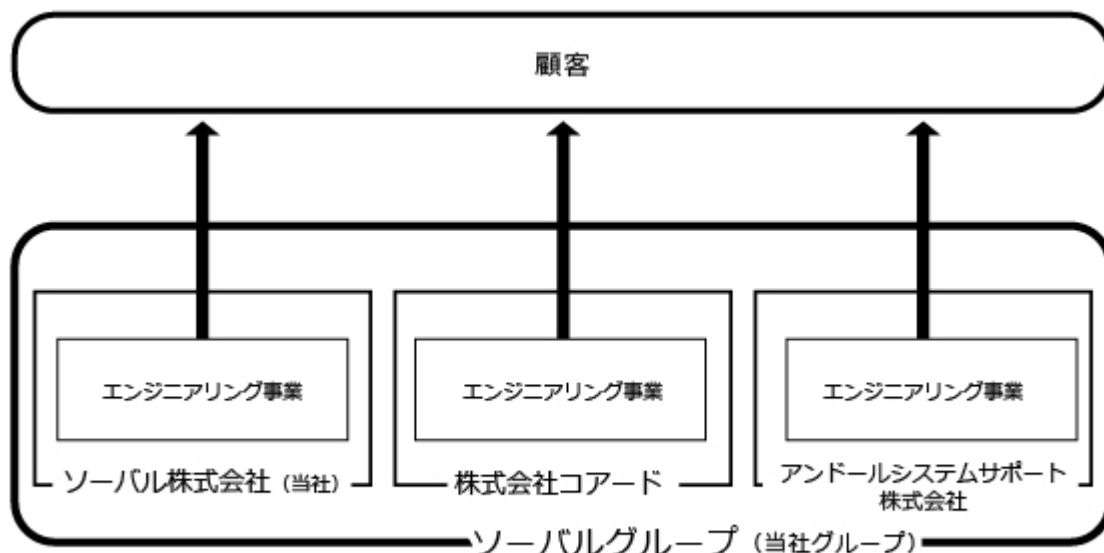 顧客
エンジニアリング事業
エンジニアリング事業
エンジニアリング事業
ソーバル株式会社（当社）
株式会社コアード
アンドールシステムサポート
株式会社
ソーバルグループ（当社グループ）